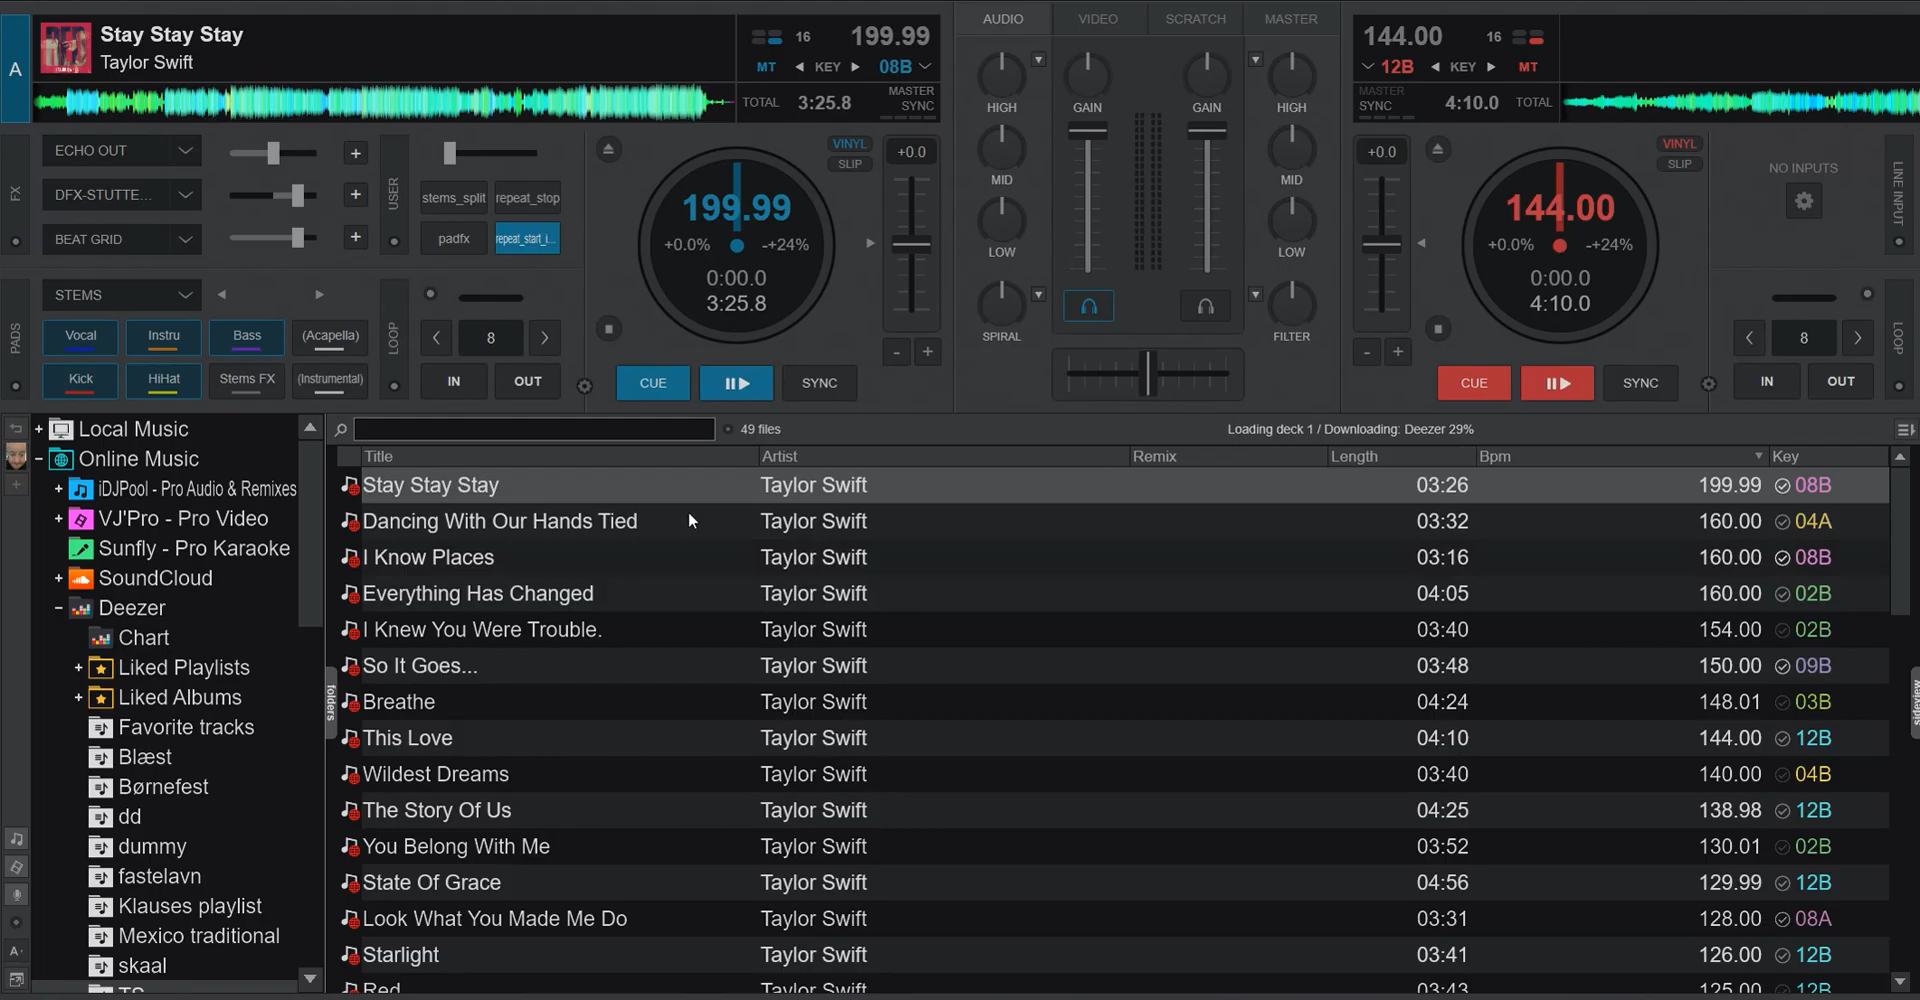 A
Stay Stay Stay
Taylor Swift
16 199.99
MT KEY 08B
TOTAL 3:25.8 MASTER SYNC
AUDIO VIDEO SCRATCH MASTER
144.00 16
12B KEY MT
MASTER SYNC 4:10.0 TOTAL
HIGH GAIN GAIN HIGH
MID MID
LOW LOW
SPIRAL FILTER
FX
ECHO OUT +
DFX-STUTTE... +
BEAT GRID +
USER
stems_split repeat_stop
padfx repeat_start_i...
VINYL
SLIP
+0.0
199.99
+0.0% -+24%
0:00.0
3:25.8
- +
+0.0
VINYL
SLIP
144.00
+0.0% -+24%
0:00.0
4:10.0
- +
NO INPUTS
LINE INPUT
PADS
STEMS
Vocal Instru Bass (Acapella)
Kick HiHat Stems FX (Instrumental)
LOOP
8
IN OUT
CUE SYNC
CUE SYNC
8
IN OUT
LOOP
+ Local Music
- Online Music
+ iDJPool - Pro Audio & Remixes
+ VJ'Pro - Pro Video
Sunfly - Pro Karaoke
+ SoundCloud
- Deezer
Chart
+ Liked Playlists
+ Liked Albums
Favorite tracks
Blæst
Børnefest
dd
dummy
fastelavn
Klauses playlist
Mexico traditional
skaal
TS
folders
49 files Loading deck 1 / Downloading: Deezer 29%
Title Artist Remix Length Bpm Key
Stay Stay Stay Taylor Swift 03:26 199.99 08B
Dancing With Our Hands Tied Taylor Swift 03:32 160.00 04A
I Know Places Taylor Swift 03:16 160.00 08B
Everything Has Changed Taylor Swift 04:05 160.00 02B
I Knew You Were Trouble. Taylor Swift 03:40 154.00 02B
So It Goes... Taylor Swift 03:48 150.00 09B
Breathe Taylor Swift 04:24 148.01 03B
This Love Taylor Swift 04:10 144.00 12B
Wildest Dreams Taylor Swift 03:40 140.00 04B
The Story Of Us Taylor Swift 04:25 138.98 12B
You Belong With Me Taylor Swift 03:52 130.01 02B
State Of Grace Taylor Swift 04:56 129.99 12B
Look What You Made Me Do Taylor Swift 03:31 128.00 08A
Starlight Taylor Swift 03:41 126.00 12B
Red Taylor Swift 03:43 125.00 12B
sideview
A